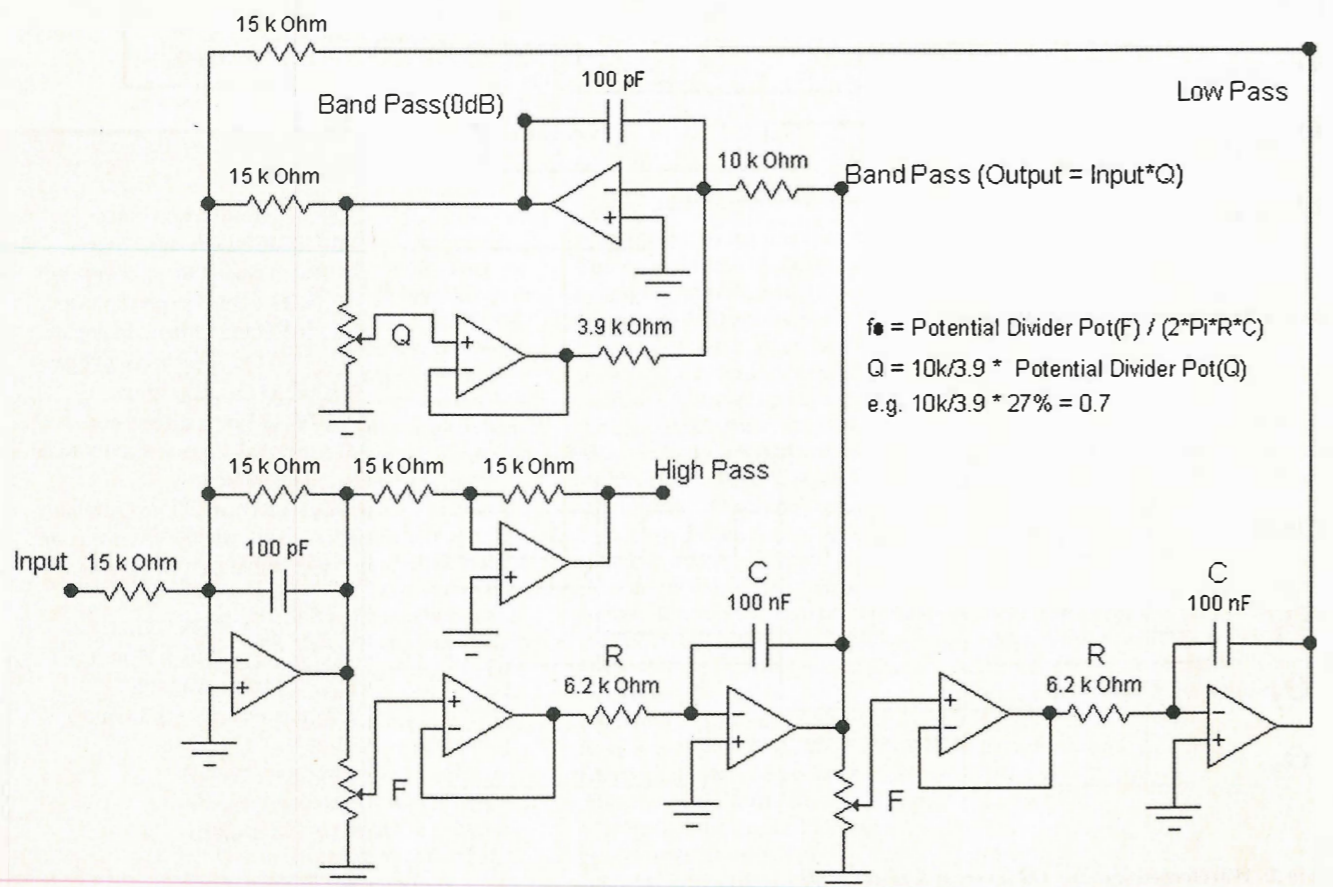 15 k Ohm
100 pF
Band Pass(0dB)
Low Pass
15 k Ohm
10 k Ohm
Band Pass (Output = Input*Q)
-
+
Q
+
-
3.9 k Ohm
fo = Potential Divider Pot(F) / (2*Pi*R*C)
Q = 10k/3.9 * Potential Divider Pot(Q)
e.g. 10k/3.9 * 27% = 0.7
15 k Ohm 15 k Ohm 15 k Ohm
High Pass
Input 15 k Ohm
100 pF
-
+
C
100 nF
C
100 nF
-
+
R
6.2 k Ohm
R
6.2 k Ohm
+
-
-
+
+
-
-
+
F
F